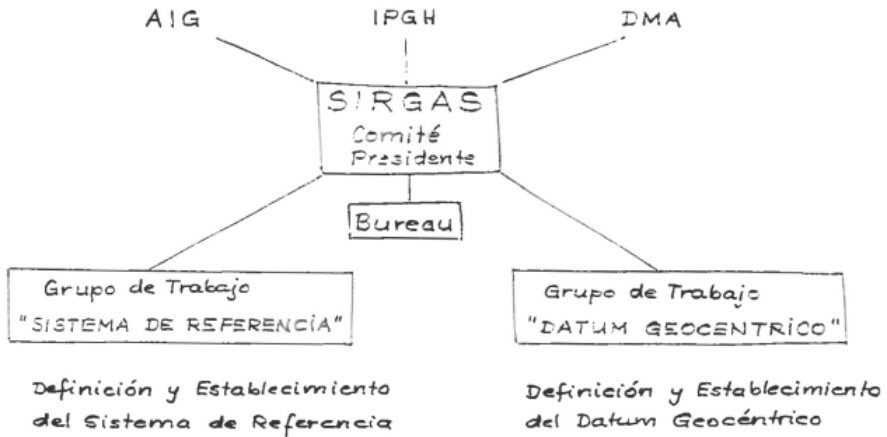 AIG IPGH DMA
SIRGAS
Comité
Presidente
Bureau
Grupo de Trabajo
"SISTEMA DE REFERENCIA"
Grupo de Trabajo
"DATUM GEOCENTRICO"
Definición y Establecimiento
del Sistema de Referencia
Definición y Establecimiento
del Datum Geocéntrico